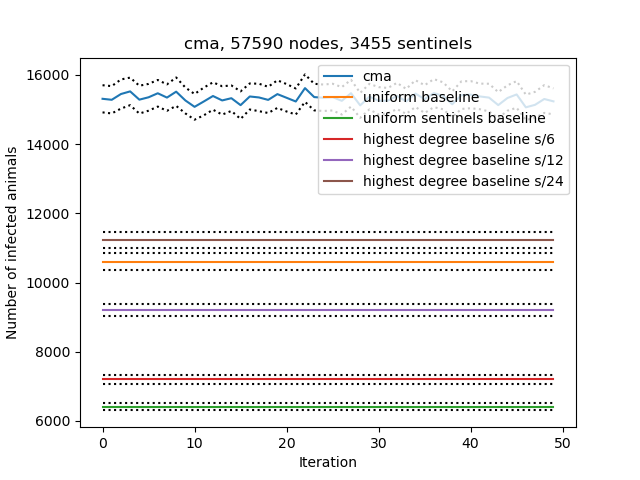 cma, 57590 nodes, 3455 sentinels
Number of infected animals
16000
14000
12000
10000
8000
6000
cma
uniform baseline
uniform sentinels baseline
highest degree baseline s/6
highest degree baseline s/12
highest degree baseline s/24
0 10 20 30 40 50
Iteration